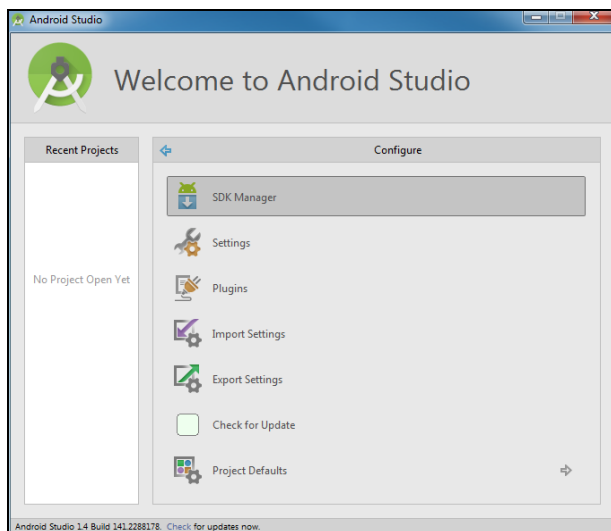 Android Studio
Welcome to Android Studio
Recent Projects
Configure
No Project Open Yet
SDK Manager
Settings
Plugins
Import Settings
Export Settings
Check for Update
Project Defaults
Android Studio 1.4 Build 141.2288178. Check for updates now.